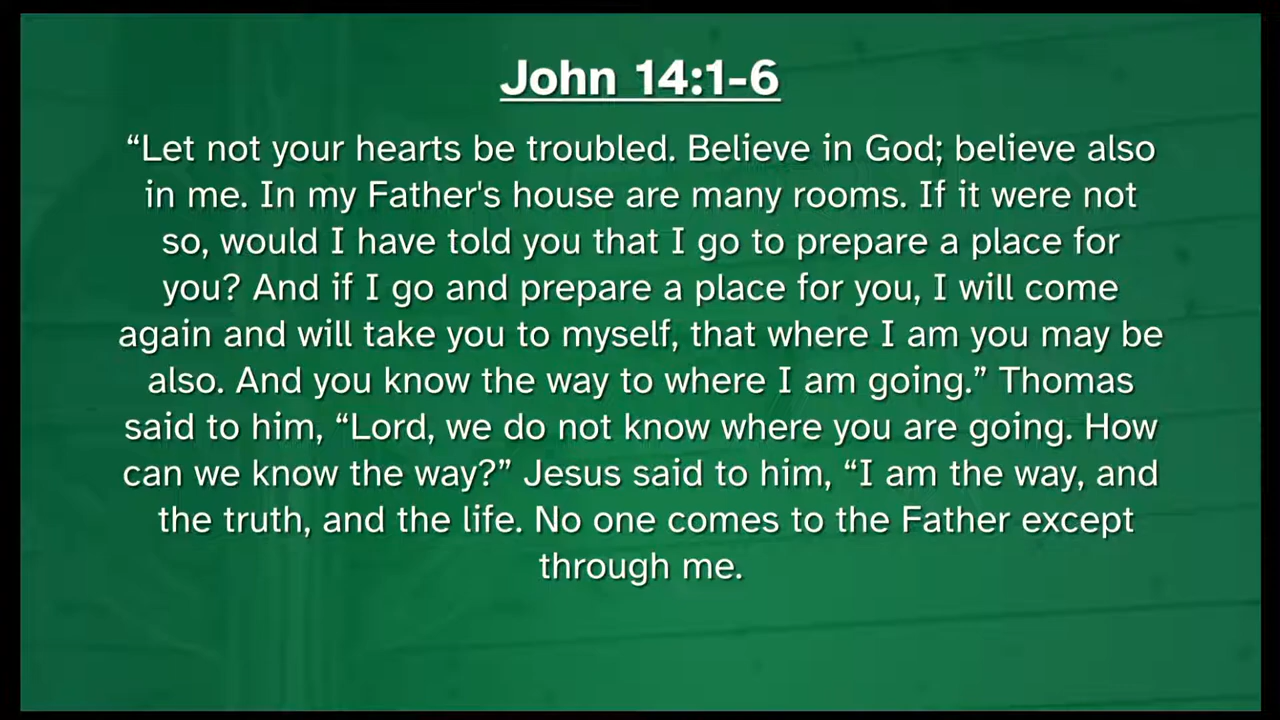 John 14:1-6
“Let not your hearts be troubled. Believe in God; believe also
in me. In my Father's house are many rooms. If it were not
so, would I have told you that I go to prepare a place for
you? And if I go and prepare a place for you, I will come
again and will take you to myself, that where I am you may be
also. And you know the way to where I am going.” Thomas
said to him, “Lord, we do not know where you are going. How
can we know the way?” Jesus said to him, “I am the way, and
the truth, and the life. No one comes to the Father except
through me.